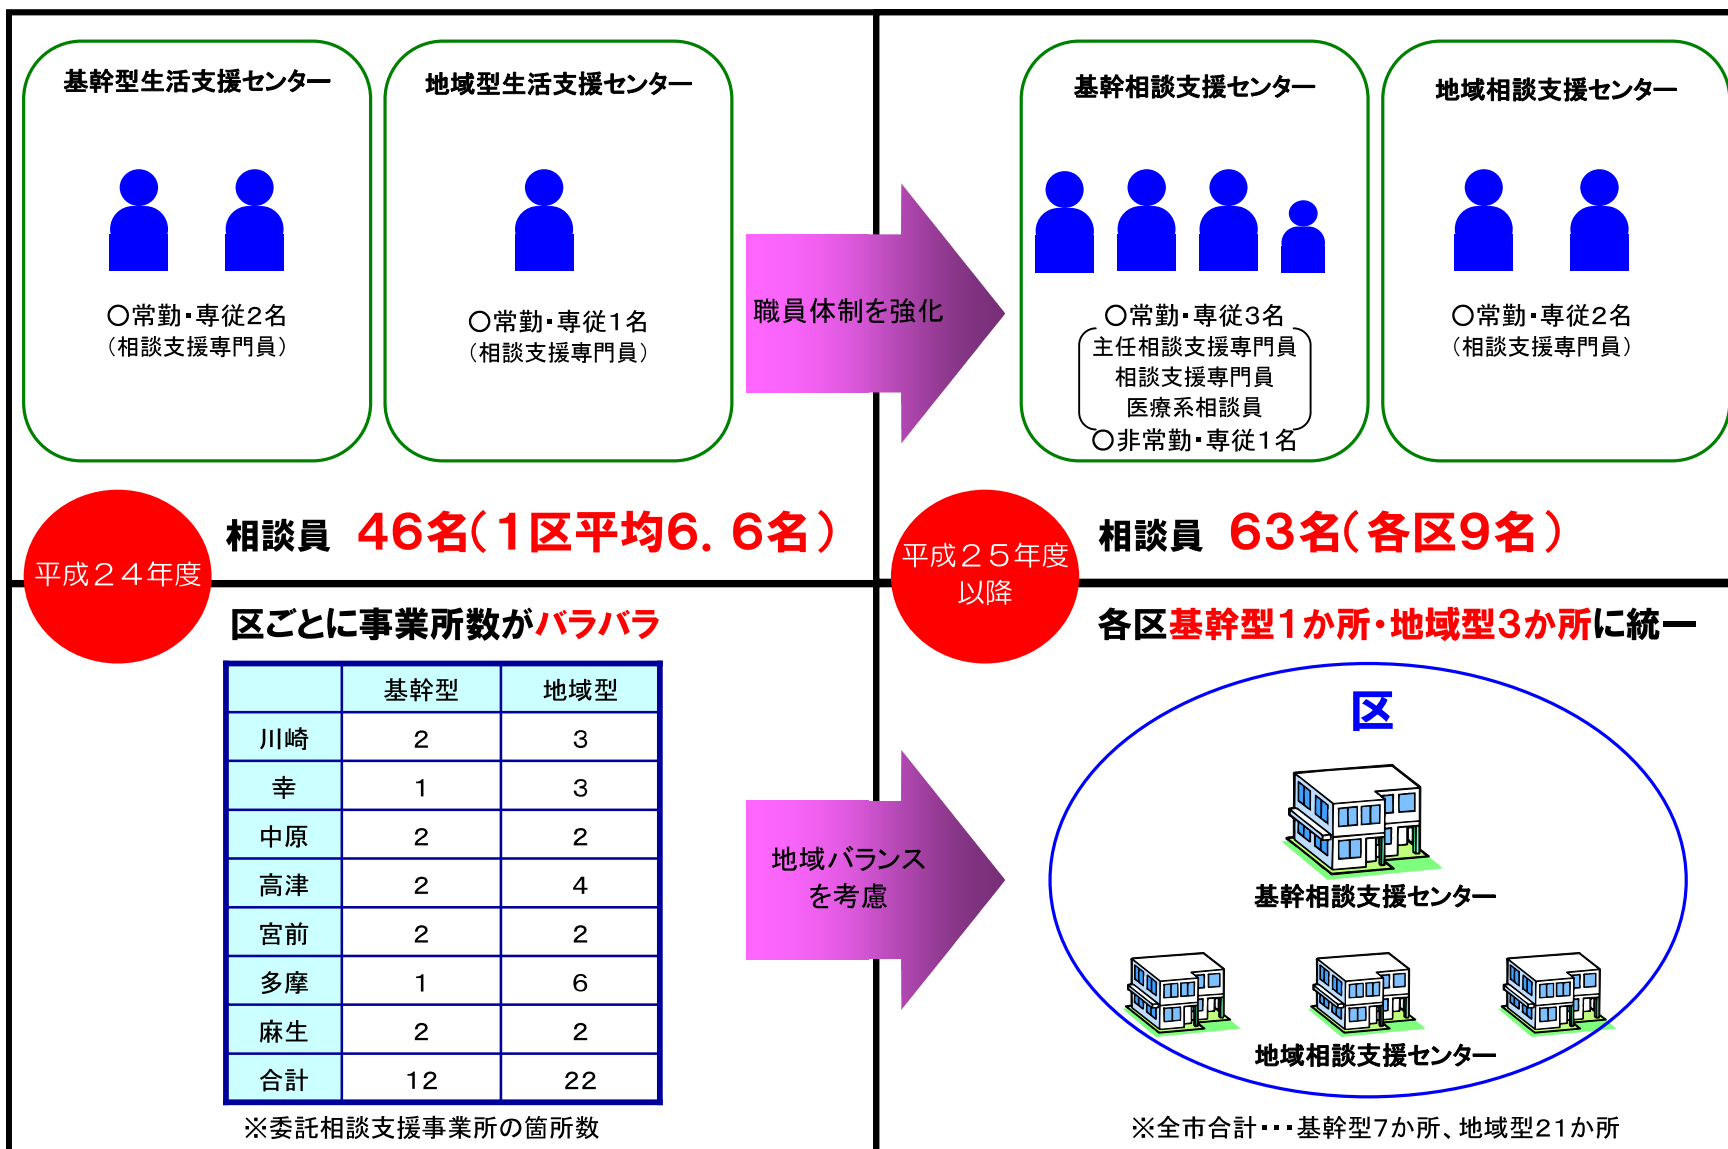 基幹型生活支援センター
○常勤・専従2名
(相談支援専門員)
地域型生活支援センター
○常勤・専従1名
(相談支援専門員)
職員体制を強化
基幹相談支援センター
○常勤・専従3名
主任相談支援専門員
相談支援専門員
医療系相談員
○非常勤・専従1名
地域相談支援センター
○常勤・専従2名
(相談支援専門員)
平成24年度
相談員 46名(1区平均6.6名)
平成25年度
以降
相談員 63名(各区9名)
区ごとに事業所数がバラバラ
基幹型 地域型
川崎 2 3
幸 1 3
中原 2 2
高津 2 4
宮前 2 2
多摩 1 6
麻生 2 2
合計 12 22
※委託相談支援事業所の箇所数
地域バランス
を考慮
各区基幹型1か所・地域型3か所に統一
区
基幹相談支援センター
地域相談支援センター
※全市合計・・・基幹型7か所、地域型21か所